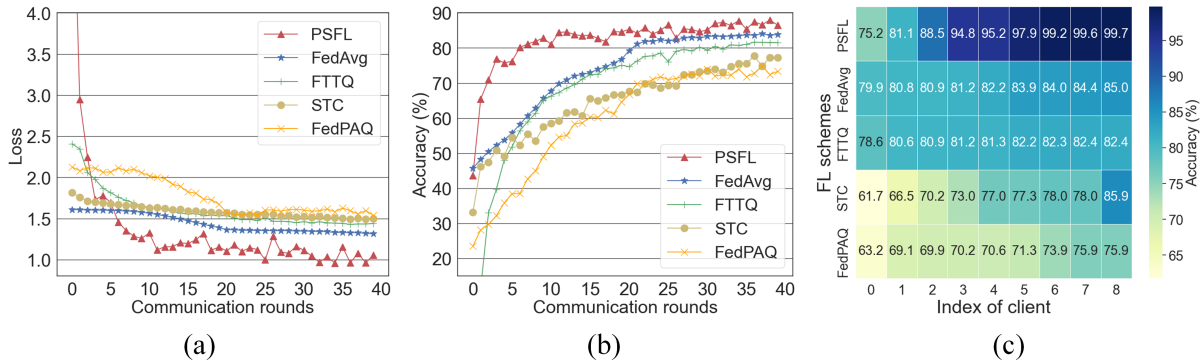 4.0
3.5
3.0
2.5
2.0
1.5
1.0
Loss
0 5 10 15 20 25 30 35 40
Communication rounds
PSFL
FedAvg
FTTQ
STC
FedPAQ
(a)
90
80
70
60
50
40
30
20
Accuracy (%)
0 5 10 15 20 25 30 35 40
Communication rounds
PSFL
FedAvg
FTTQ
STC
FedPAQ
(b)
FL schemes
PSFL 75.2 81.1 88.5 94.8 95.2 97.9 99.2 99.6 99.7
FedAvg 79.9 80.8 80.9 81.2 82.2 83.9 84.0 84.4 85.0
FTTQ 78.6 80.6 80.9 81.2 81.3 82.2 82.3 82.4 82.4
STC 61.7 66.5 70.2 73.0 77.0 77.3 78.0 78.0 85.9
FedPAQ 63.2 69.1 69.9 70.2 70.6 71.3 73.9 75.9 75.9
0 1 2 3 4 5 6 7 8
Index of client
95
90
85
80
75
70
65
Accuracy (%)
(c)